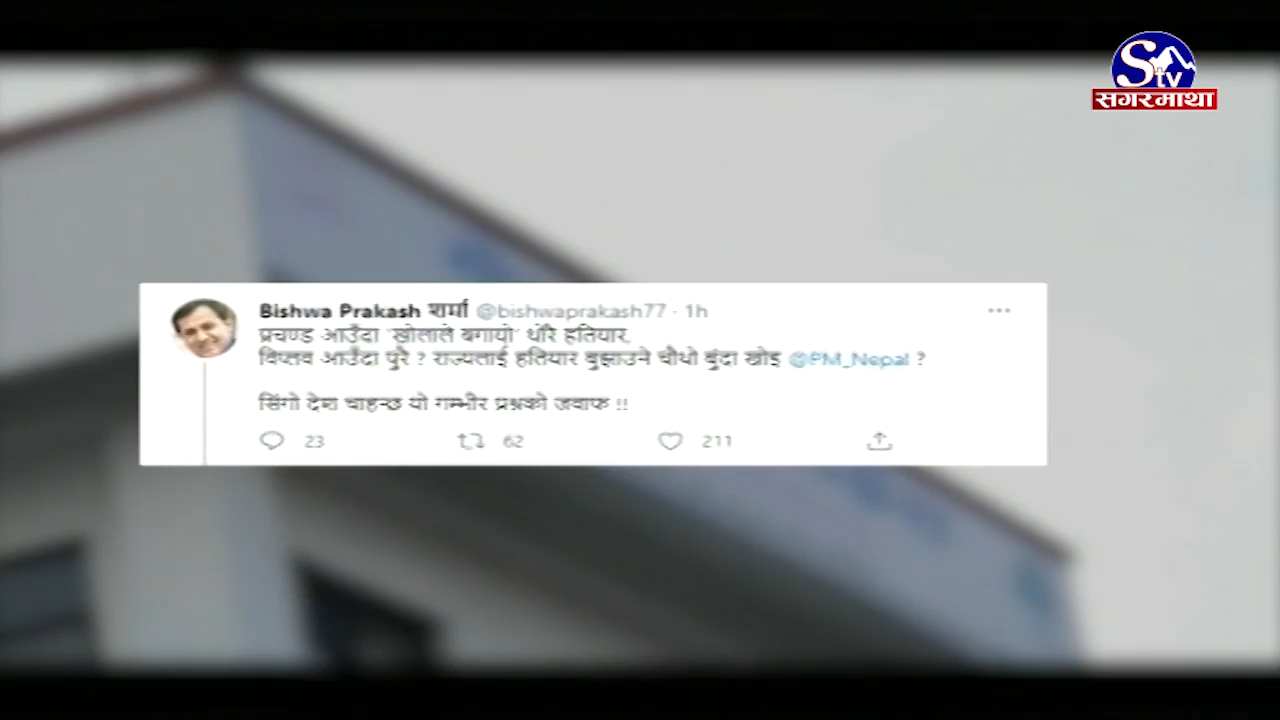 Stv
सगरमाथा
Bishwa Prakash शर्मा @bishwaprakash77 · 1h
प्रचण्ड आउँदा 'खोलाले बगायो' थोरै हतियार,
विप्लव आउँदा पुरै ? राज्यलाई हतियार बुझाउने चौथो बुंदा खोइ @PM_Nepal ?
सिंगो देश चाहन्छ यो गम्भीर प्रश्नको जवाफ !!
23 62 211